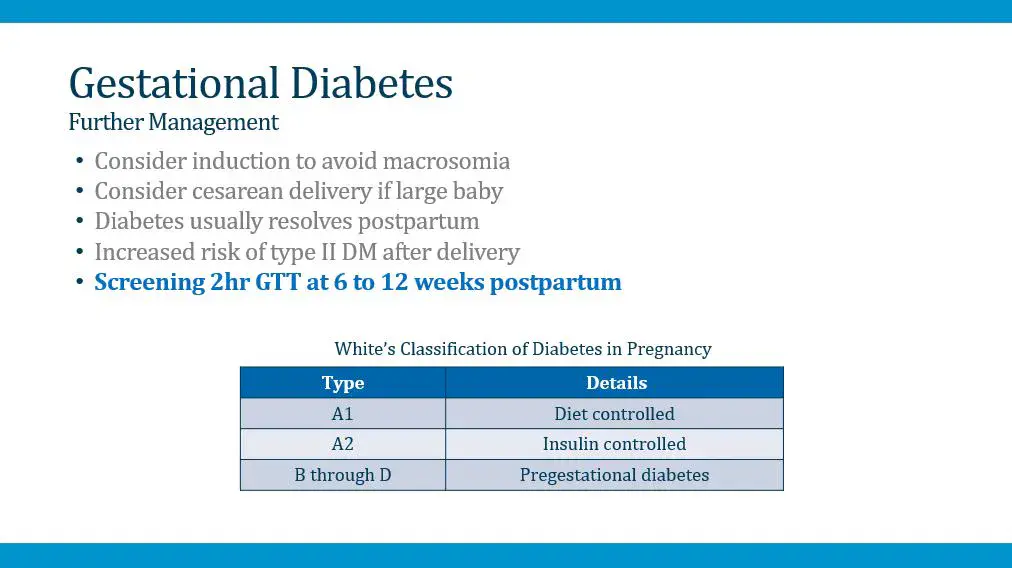 Gestational Diabetes
Further Management
• Consider induction to avoid macrosomia
• Consider cesarean delivery if large baby
• Diabetes usually resolves postpartum
• Increased risk of type II DM after delivery
• Screening 2hr GTT at 6 to 12 weeks postpartum
White's Classification of Diabetes in Pregnancy
Type Details
A1 Diet controlled
A2 Insulin controlled
B through D Pregestational diabetes